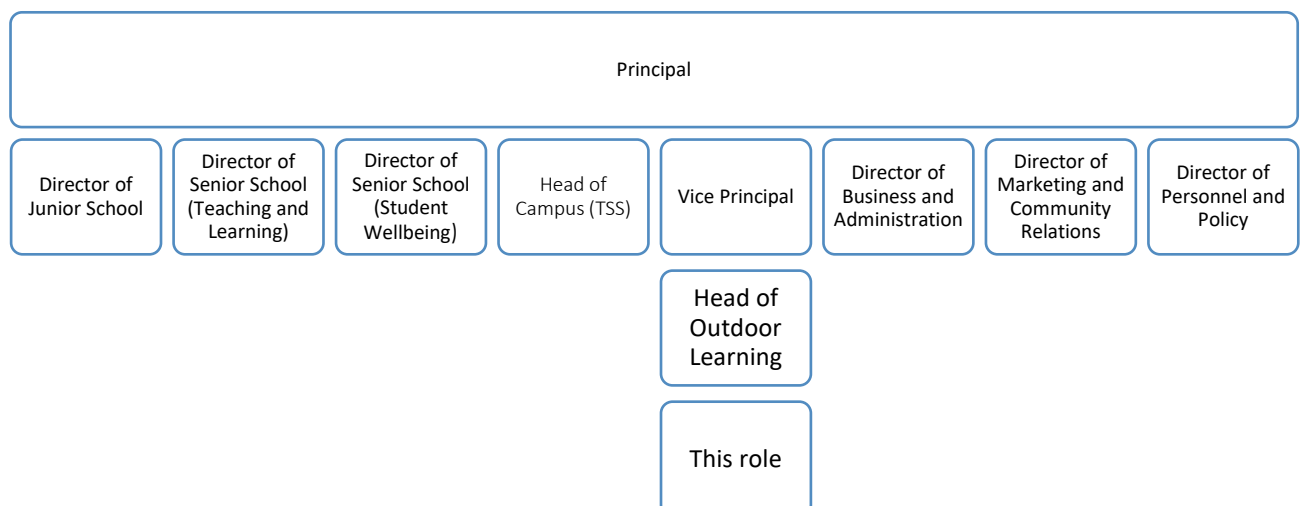 Principal
Director of
Junior School
Director of
Senior School
(Teaching and
Learning)
Director of
Senior School
(Student
Wellbeing)
Head of
Campus (TSS)
Vice Principal
Director of
Business and
Administration
Director of
Marketing and
Community
Relations
Director of
Personnel and
Policy
Head of
Outdoor
Learning
This role